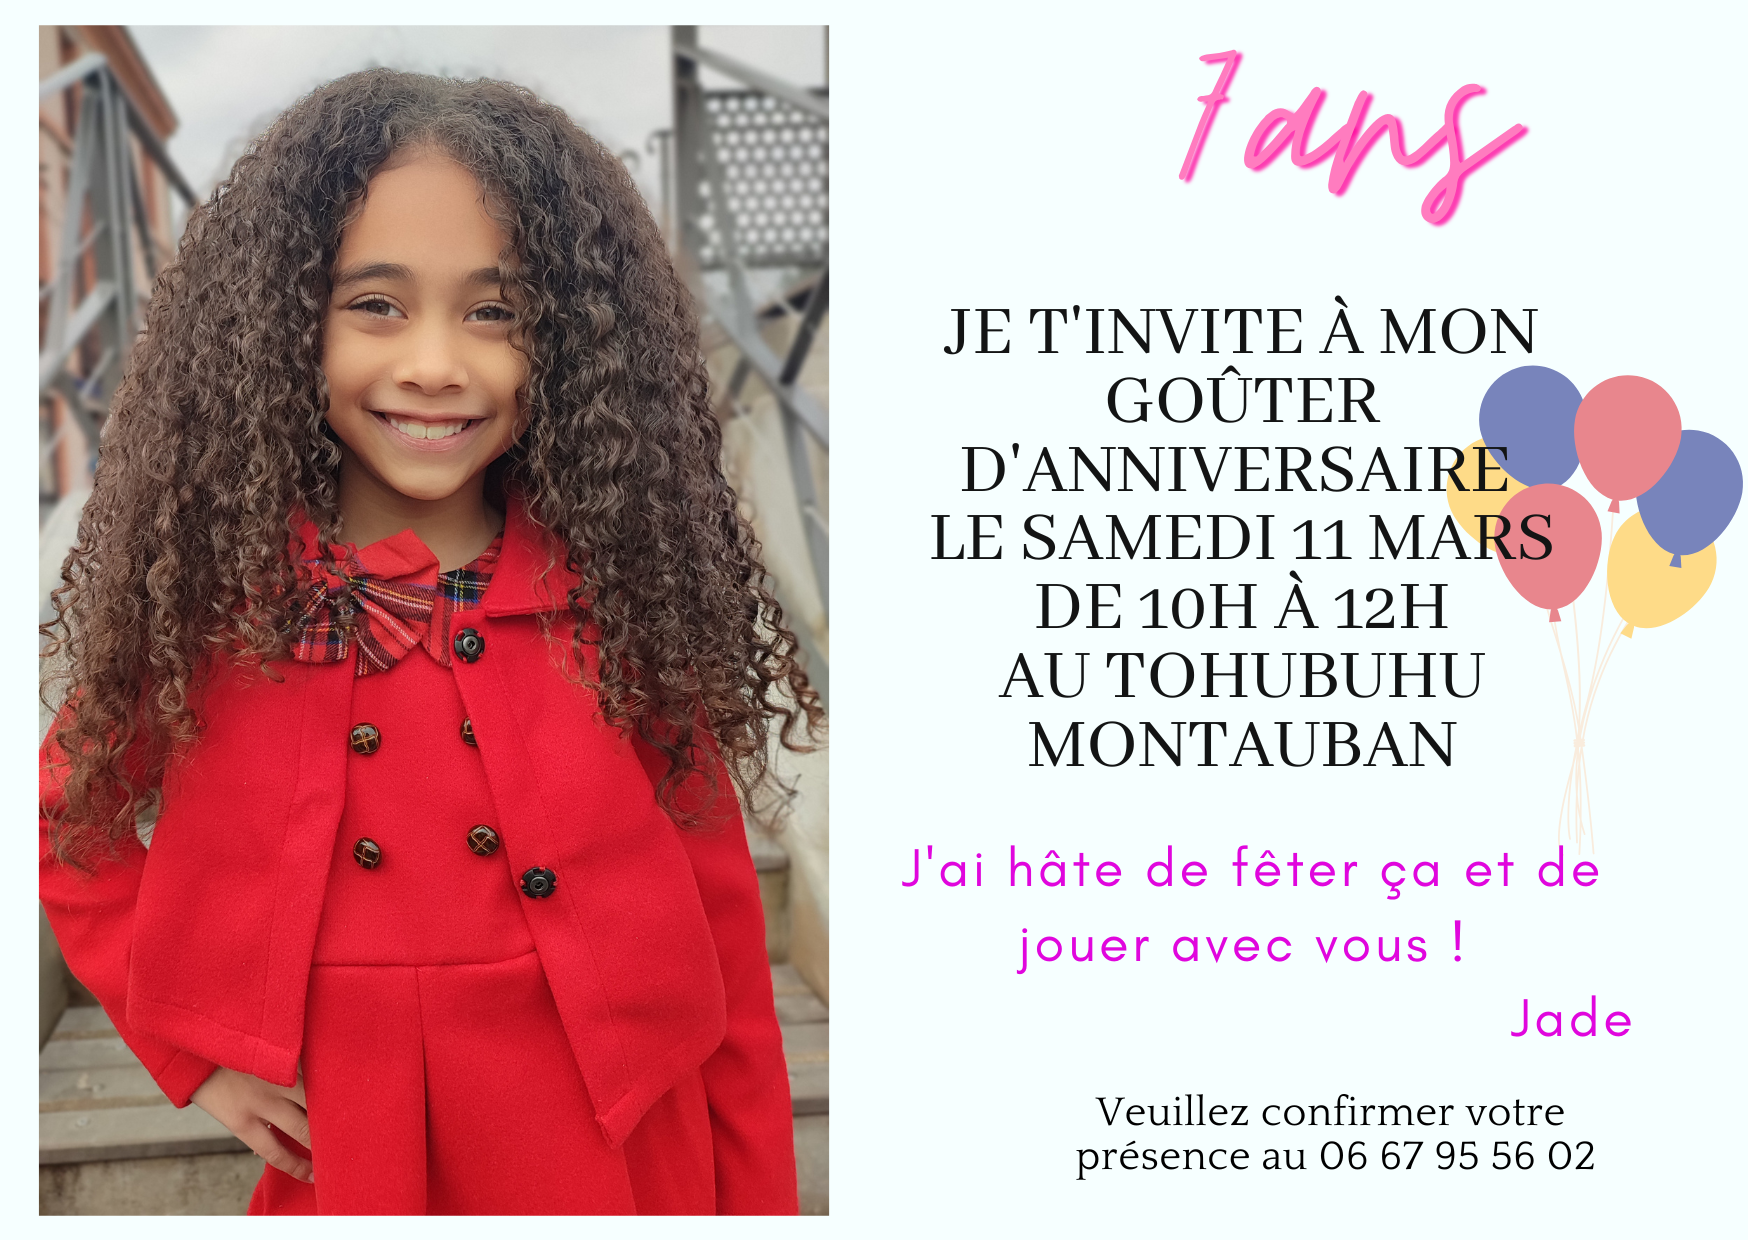 7 ans
JE T'INVITE À MON
GOÛTER
D'ANNIVERSAIRE
LE SAMEDI 11 MARS
DE 10H À 12H
AU TOHUBUHU
MONTAUBAN
J'ai hâte de fêter ça et de
jouer avec vous !
Jade
Veuillez confirmer votre
présence au 06 67 95 56 02